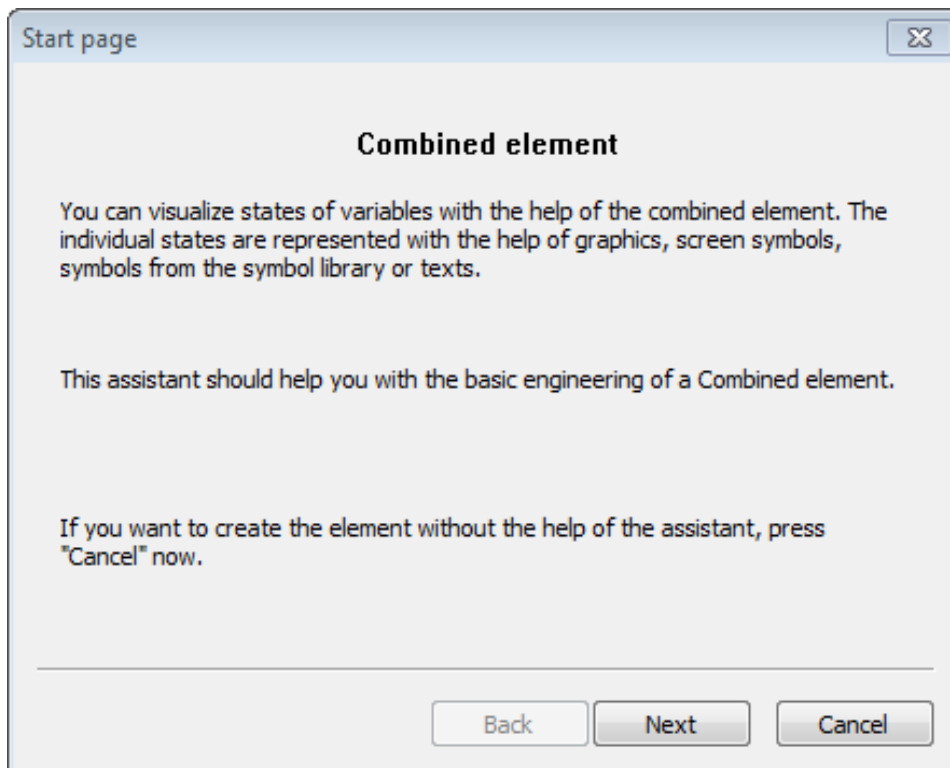 Start page
Combined element
You can visualize states of variables with the help of the combined element. The
individual states are represented with the help of graphics, screen symbols,
symbols from the symbol library or texts.
This assistant should help you with the basic engineering of a Combined element.
If you want to create the element without the help of the assistant, press
"Cancel" now.
Back Next Cancel